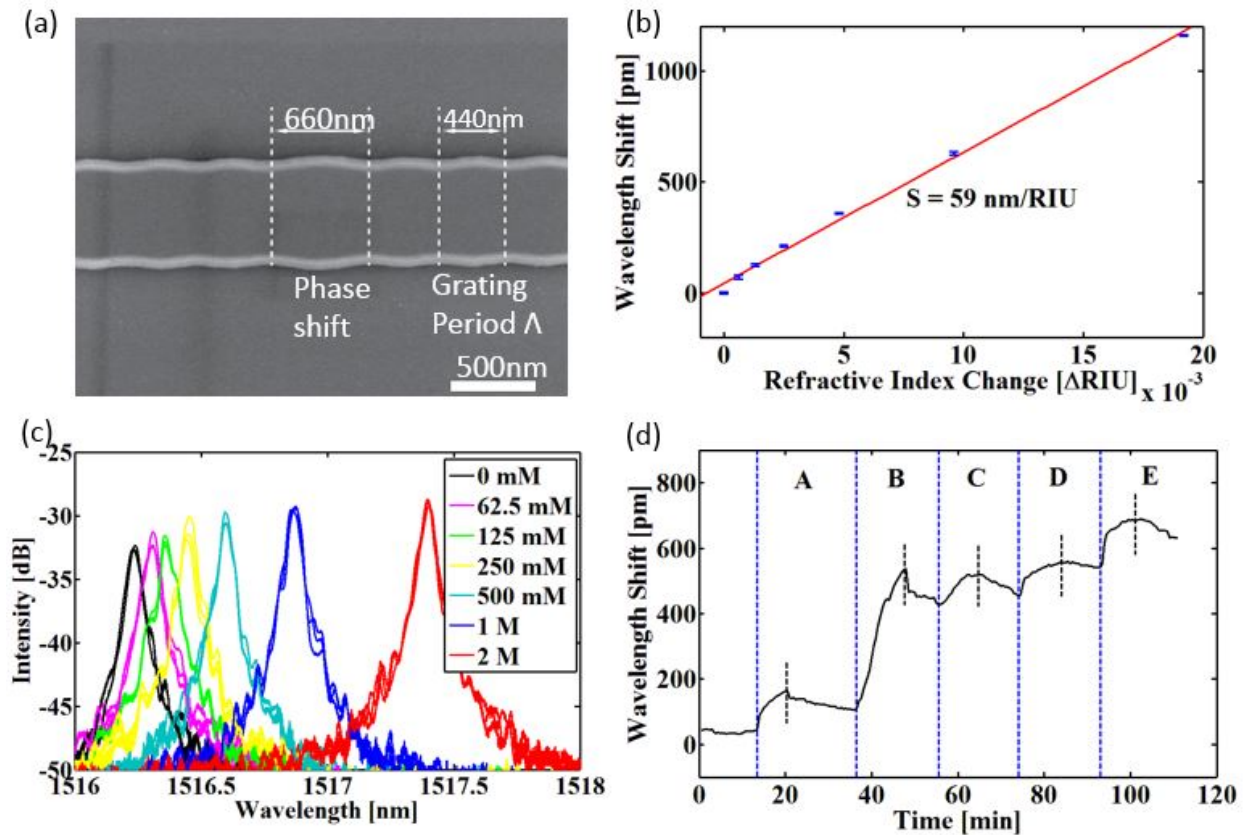 (a)
660nm
440nm
Phase
shift
Grating
Period Λ
500nm
(b)
Wavelength Shift [pm]
1000
500
0
S = 59 nm/RIU
0 5 10 15 20
Refractive Index Change [ΔRIU] x 10⁻³
(c)
Intensity [dB]
-25
-30
-35
-40
-45
-50
0 mM
62.5 mM
125 mM
250 mM
500 mM
1 M
2 M
1516 1516.5 1517 1517.5 1518
Wavelength [nm]
(d)
Wavelength Shift [pm]
800
600
400
200
0
A B C D E
0 20 40 60 80 100 120
Time [min]